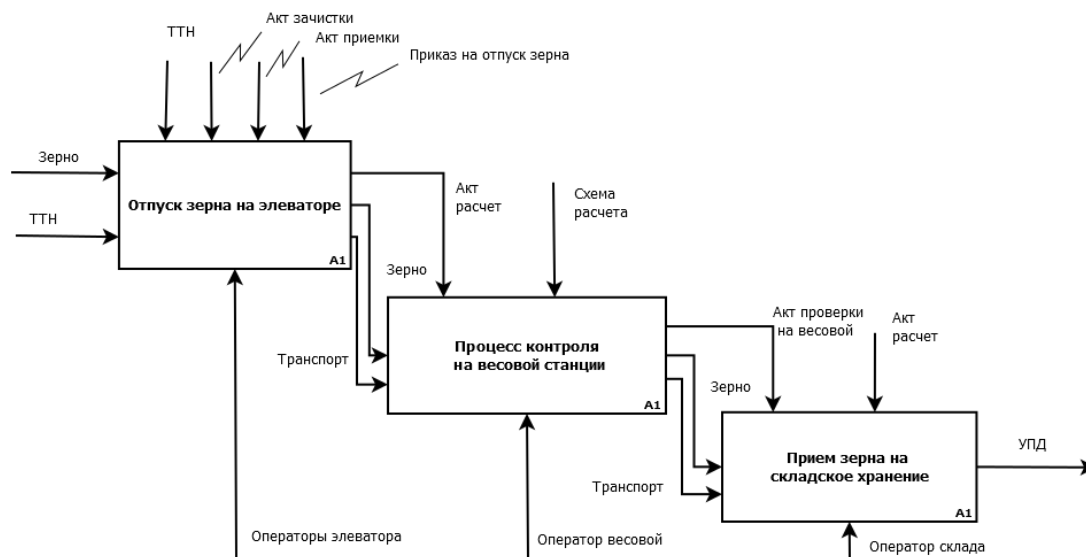 Акт зачистки
ТТН
Акт приемки
Приказ на отпуск зерна
Зерно
ТТН
Отпуск зерна на элеваторе
A1
Акт
расчет
Схема
расчета
Зерно
Транспорт
Процесс контроля
на весовой станции
A1
Акт проверки
на весовой
Акт
расчет
Зерно
Транспорт
Прием зерна на
складское хранение
A1
УПД
Операторы элеватора
Оператор весовой
Оператор склада